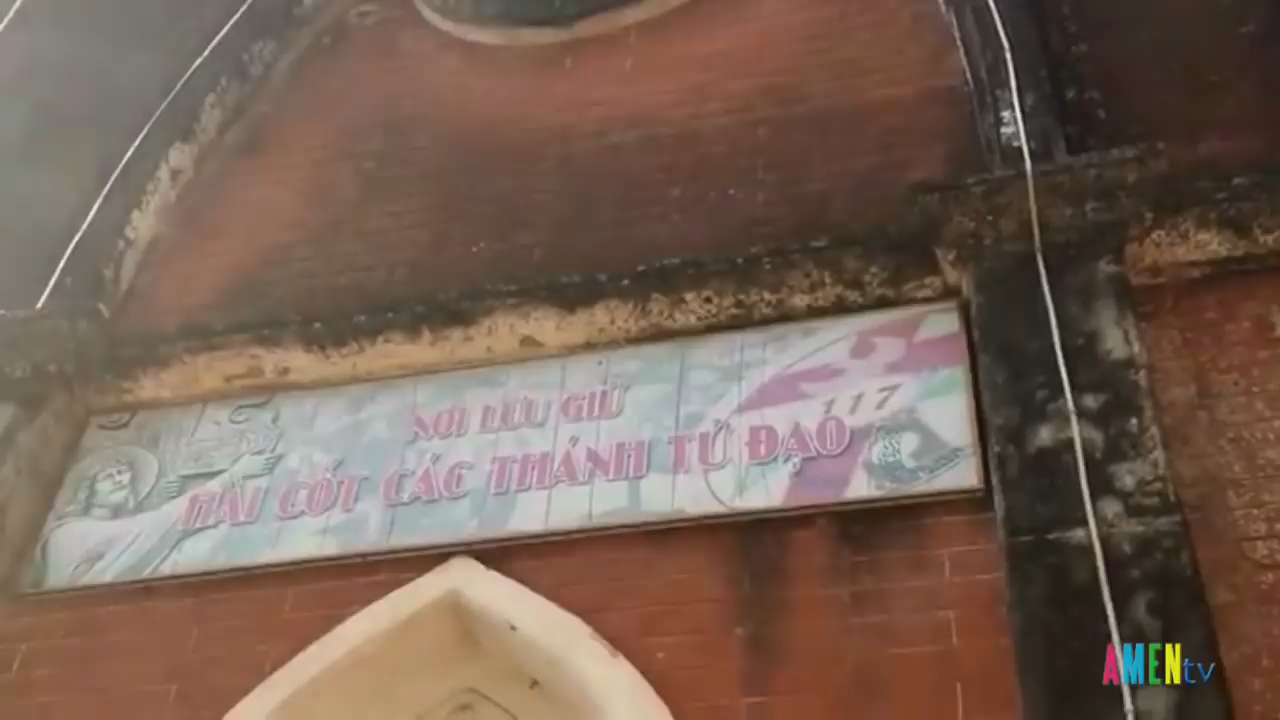 NƠI LƯU GIỮ
117
HÀI CỐT CÁC THÁNH TỬ ĐẠO
AMENtv